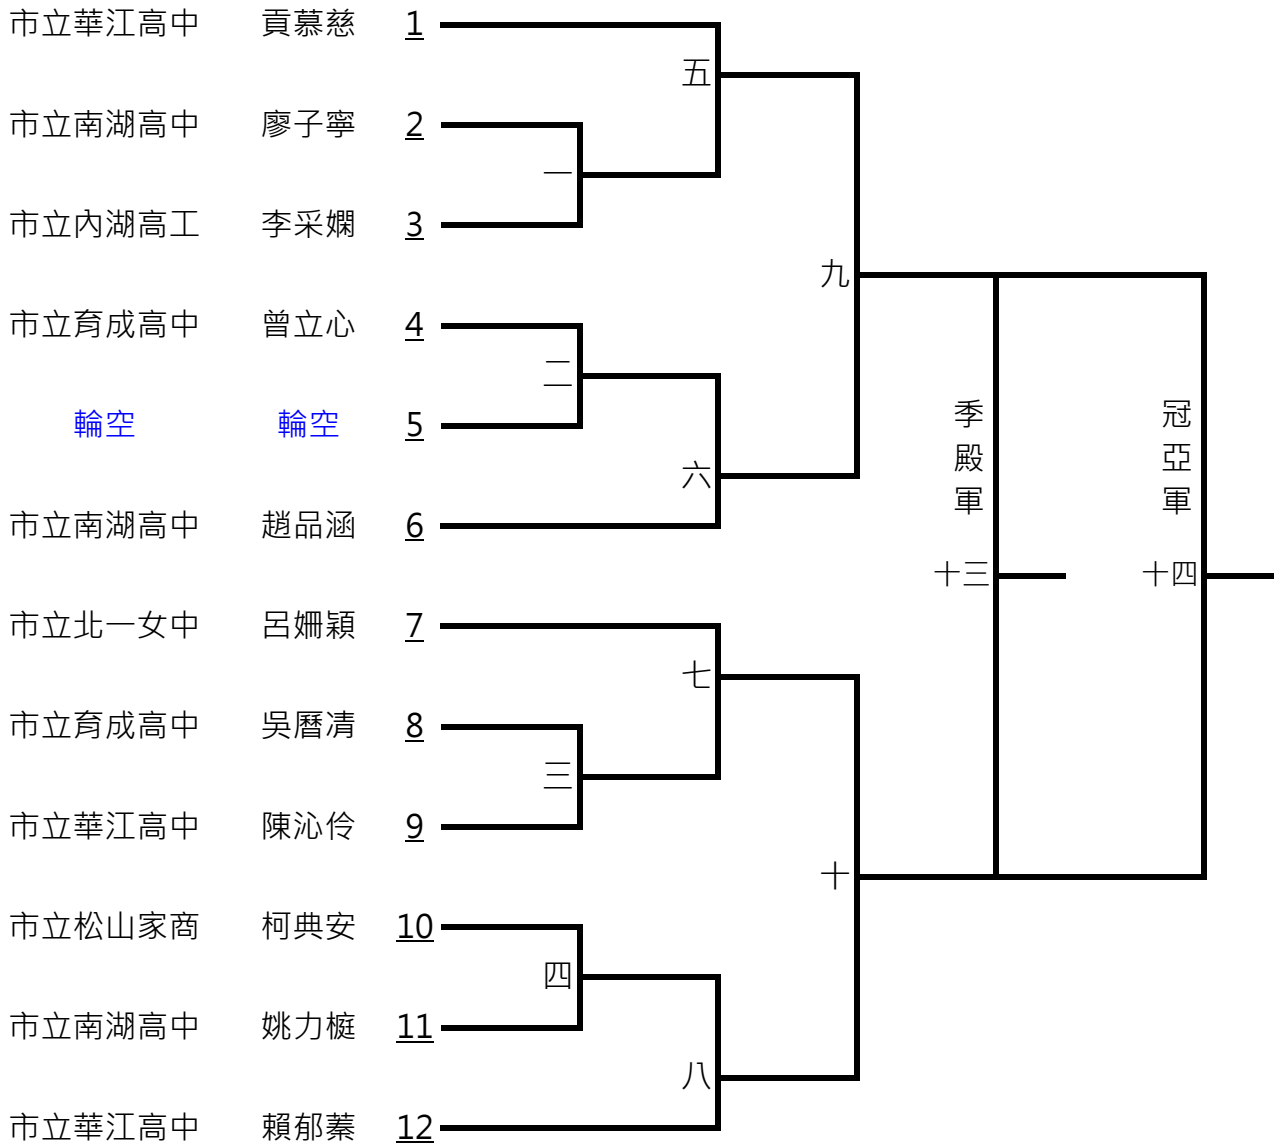 市立華江高中 貢慕慈 1
五
市立南湖高中 廖子寧 2
一
市立內湖高工 李采嫻 3
九
市立育成高中 曾立心 4
二
輪空 輪空 5
季殿軍 冠亞軍
六
市立南湖高中 趙品涵 6
十三 十四
市立北一女中 呂姍穎 7
七
市立育成高中 吳曆凊 8
三
市立華江高中 陳沁伶 9
十
市立松山家商 柯典安 10
四
市立南湖高中 姚力榳 11
八
市立華江高中 賴郁蓁 12